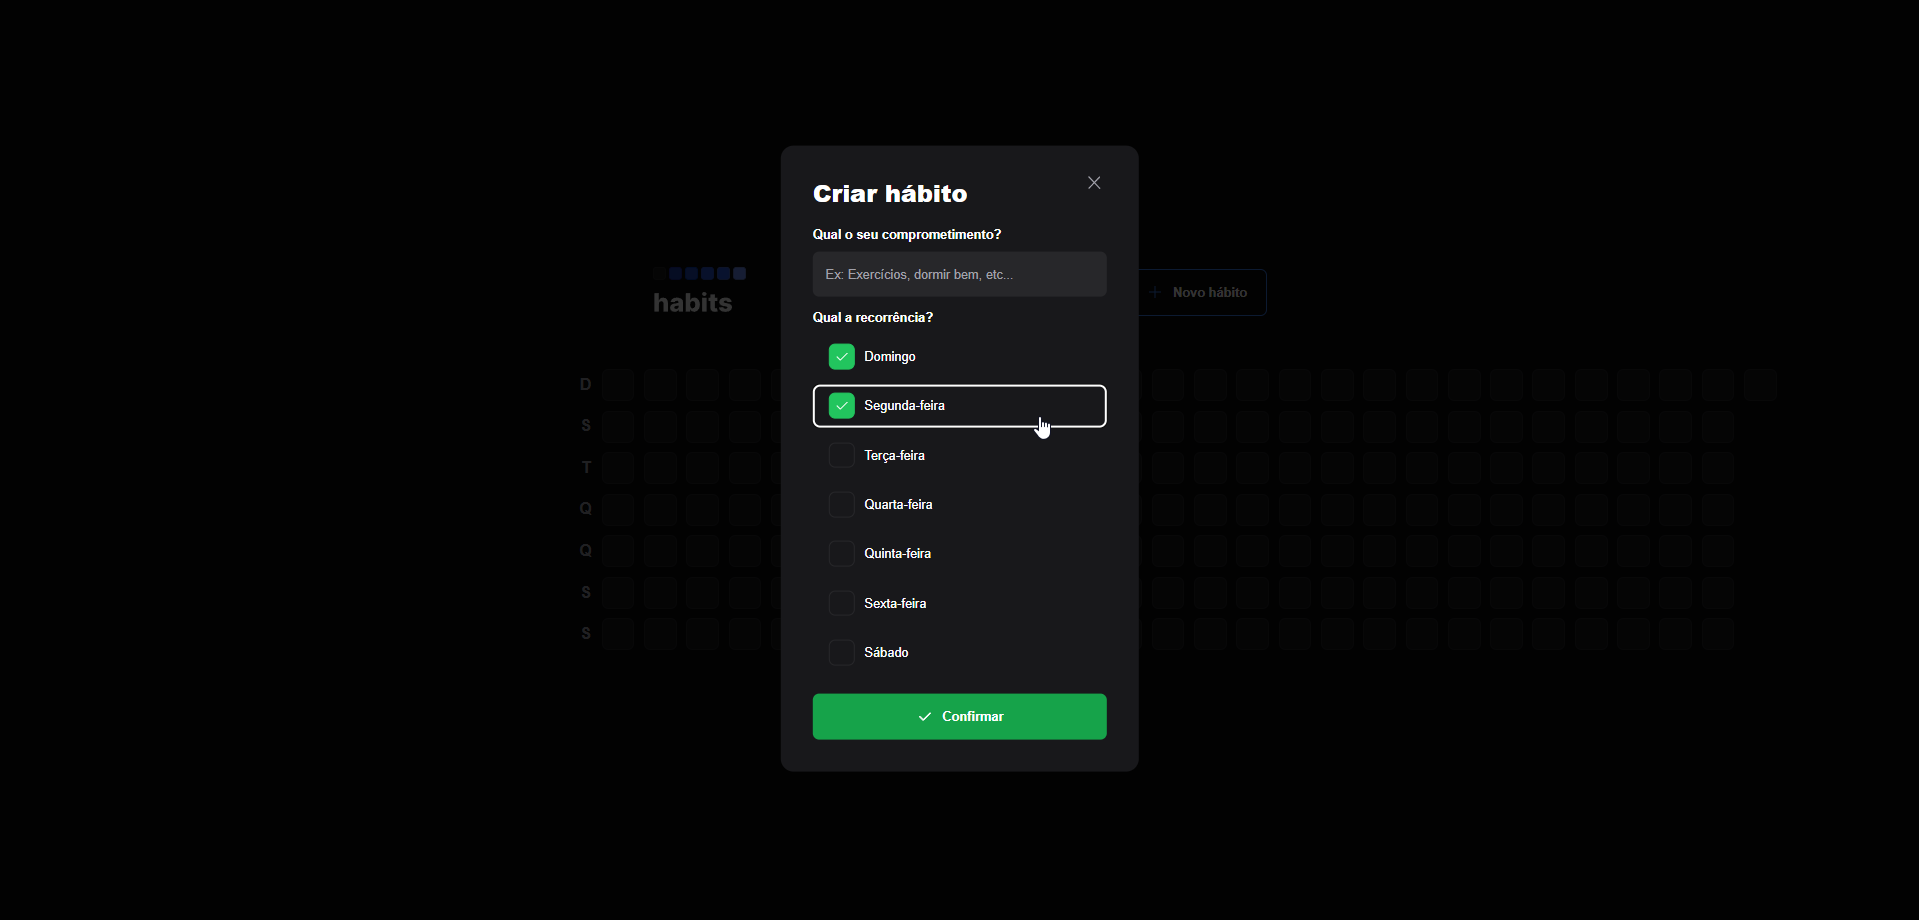 Criar hábito
Qual o seu comprometimento?
Ex: Exercícios, dormir bem, etc...
habits
Novo hábito
Qual a recorrência?
Domingo
Segunda-feira
Terça-feira
Quarta-feira
Quinta-feira
Sexta-feira
Sábado
D
S
T
Q
Q
S
S
Confirmar